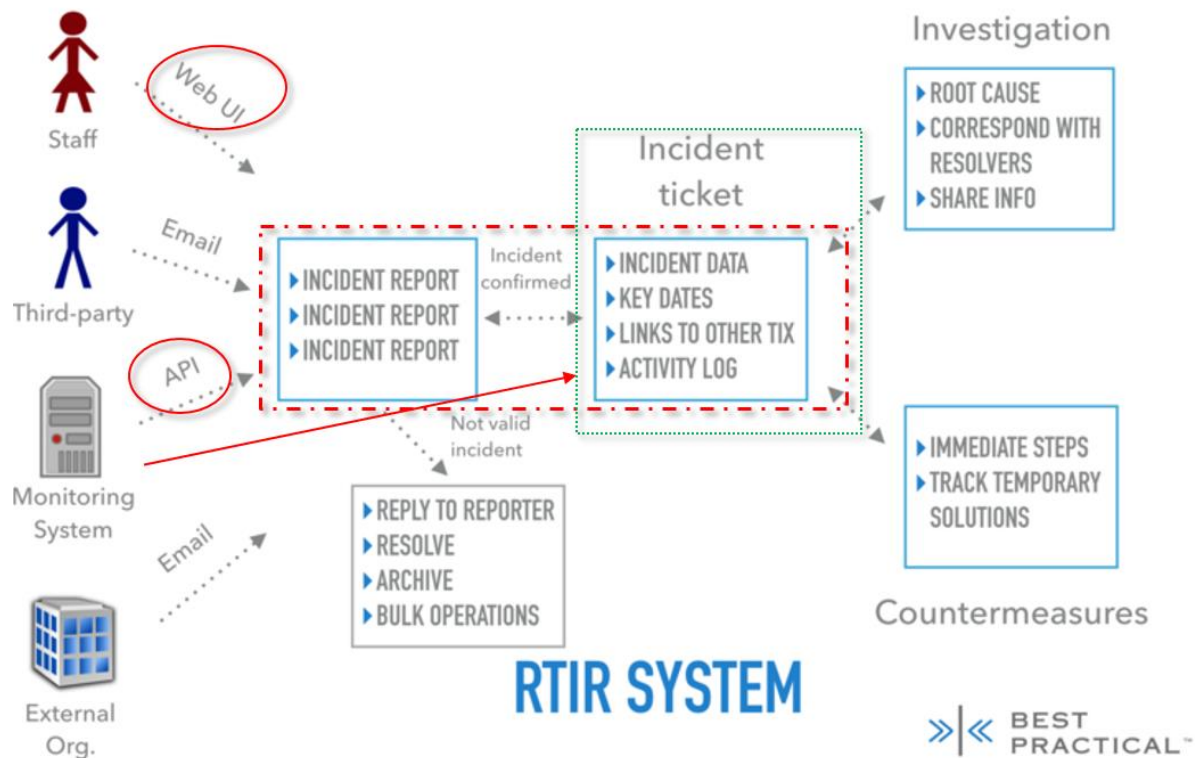 Staff
Web UI
Third-party
Email
Monitoring
System
API
External
Org.
Email
INCIDENT REPORT
INCIDENT REPORT
INCIDENT REPORT
Incident
confirmed
Not valid
incident
REPLY TO REPORTER
RESOLVE
ARCHIVE
BULK OPERATIONS
Incident
ticket
INCIDENT DATA
KEY DATES
LINKS TO OTHER TIX
ACTIVITY LOG
Investigation
ROOT CAUSE
CORRESPOND WITH
RESOLVERS
SHARE INFO
IMMEDIATE STEPS
TRACK TEMPORARY
SOLUTIONS
Countermeasures
RTIR SYSTEM
BEST
PRACTICAL™